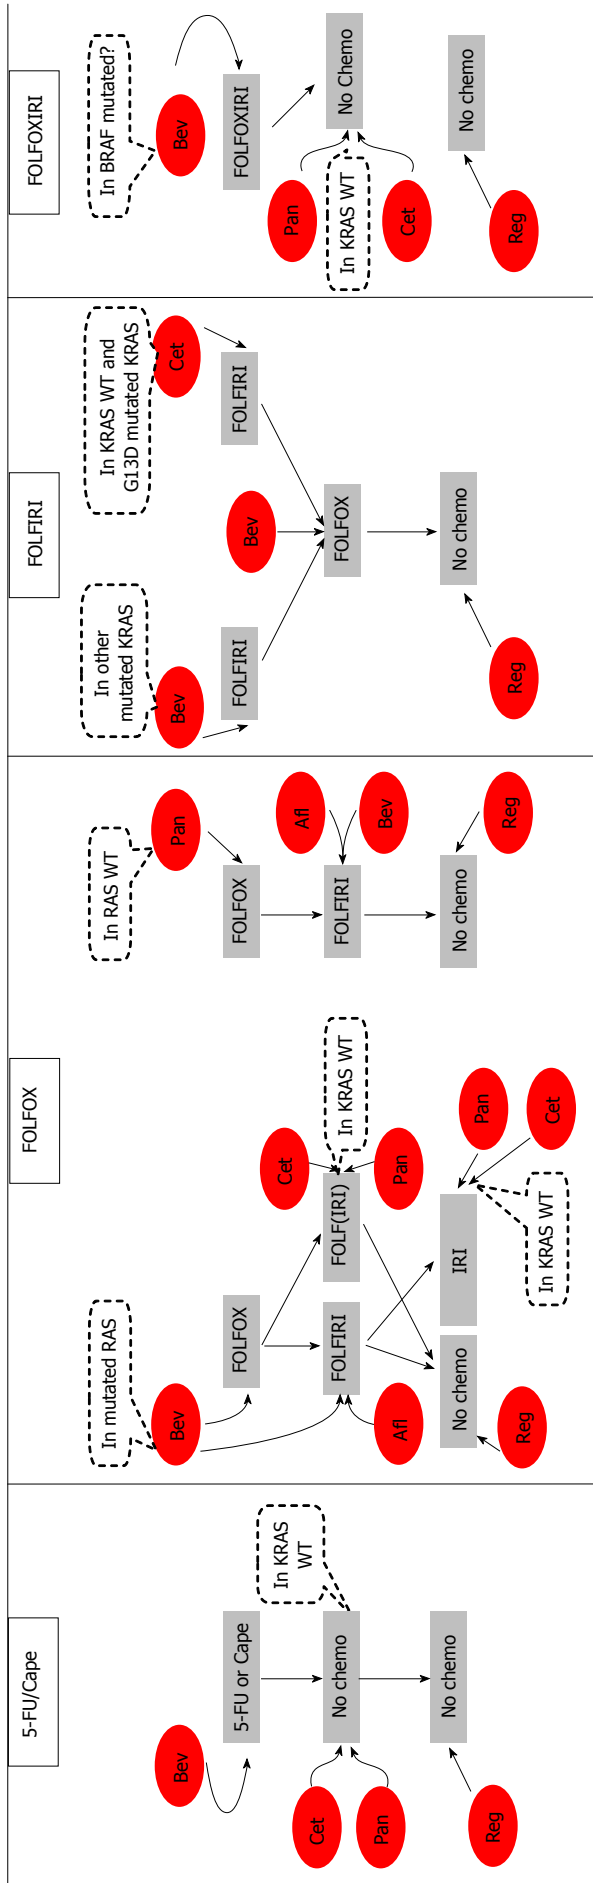 5-FU/Cape
Bev
5-FU or Cape
In KRAS
WT
Cet
Pan
No chemo
Reg
No chemo
FOLFOX
In mutated RAS
Bev
FOLFOX
Cet
FOLFIRI
FOLF(IRI)
In KRAS WT
Afl
Pan
No chemo
IRI
Pan
Reg
In KRAS WT
Cet
In RAS WT
Pan
FOLFOX
Afl
FOLFIRI
Bev
No chemo
Reg
FOLFIRI
In other
mutated KRAS
In KRAS WT and
G13D mutated KRAS
Bev
Cet
FOLFIRI
Bev
FOLFIRI
FOLFOX
No chemo
Reg
FOLFOXIRI
In BRAF mutated?
Bev
FOLFOXIRI
Pan
In KRAS WT
No Chemo
Cet
No chemo
Reg